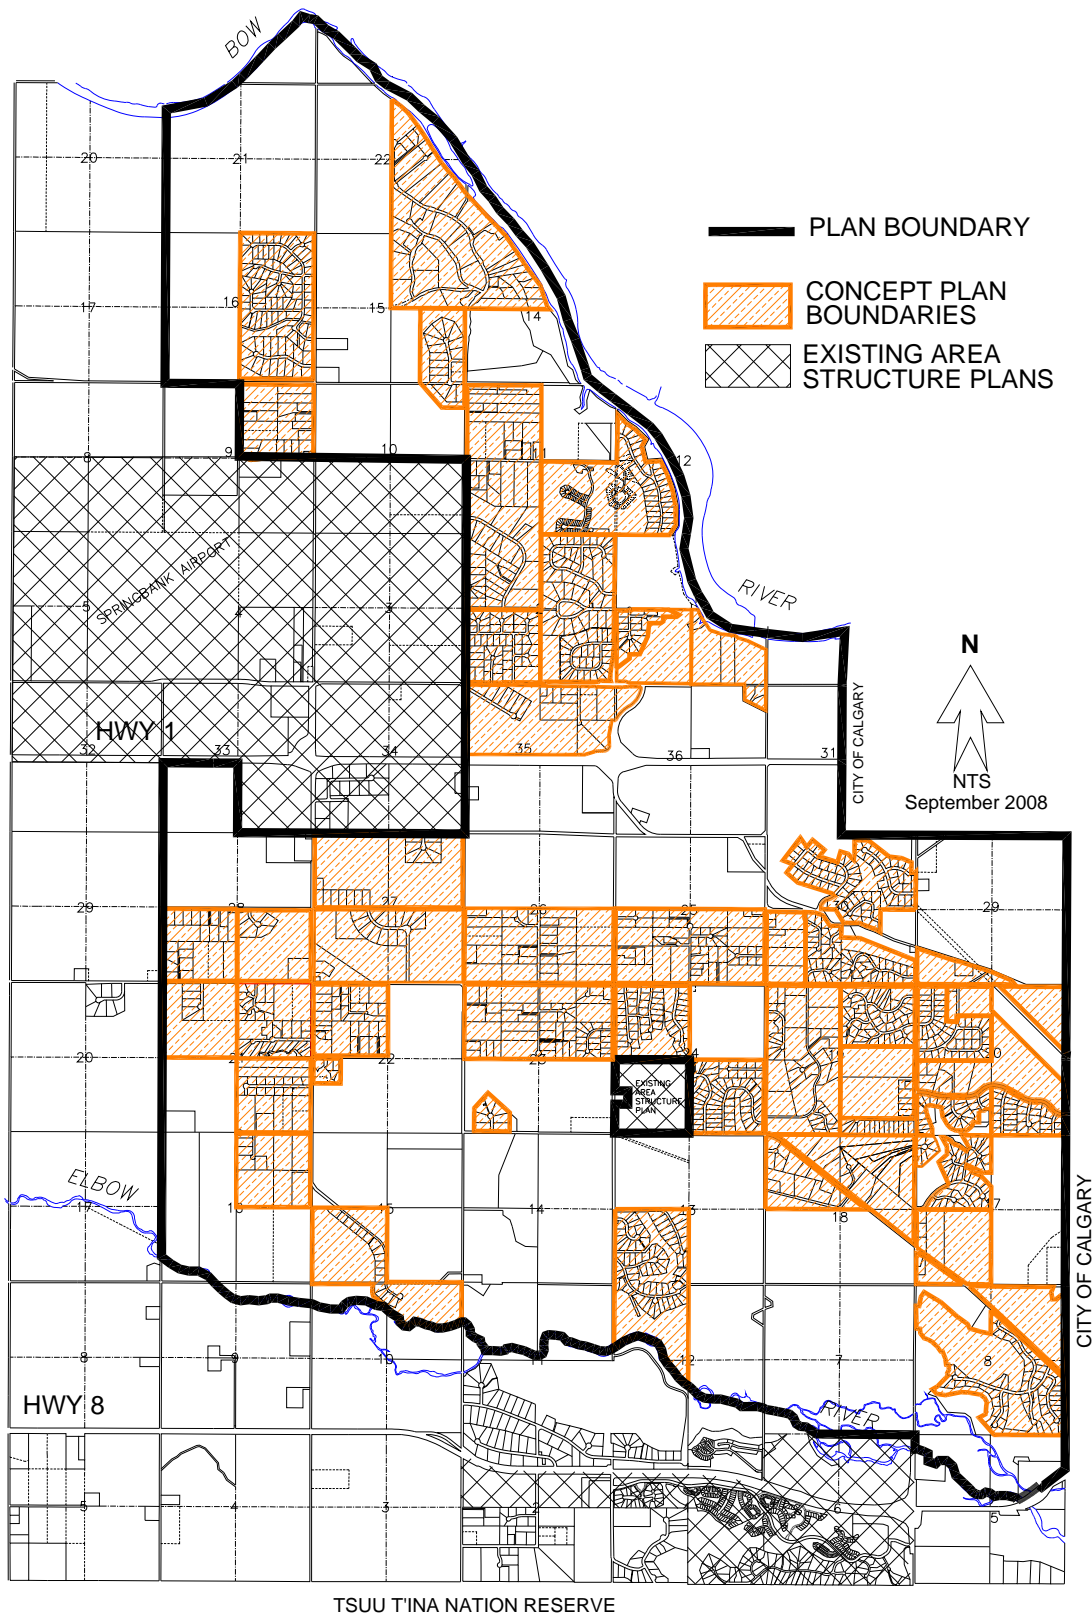 BOW
20
21
22
PLAN BOUNDARY
CONCEPT PLAN
BOUNDARIES
EXISTING AREA
STRUCTURE PLANS
17
16
15
14
8
9
10
11
12
SPRINGBANK AIRPORT
5
4
3
RIVER
N
NTS
September 2008
CITY OF CALGARY
HWY 1
32
33
34
35
36
31
29
28
27
26
25
30
29
20
21
22
23
24
19
20
EXISTING
AREA
STRUCTURE
PLAN
ELBOW
17
16
15
14
13
18
17
CITY OF CALGARY
8
9
10
11
12
7
8
HWY 8
RIVER
5
4
3
2
6
5
TSUU T'INA NATION RESERVE